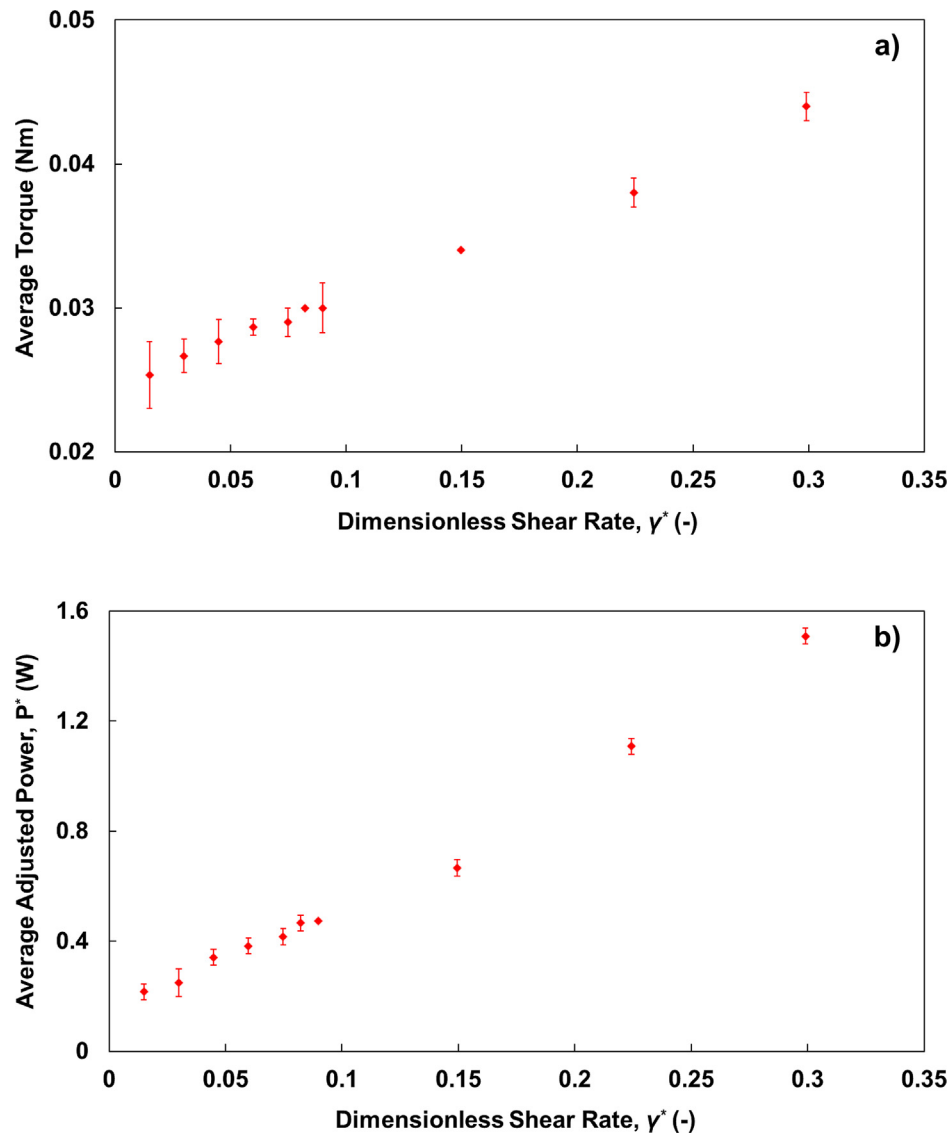 a)
0.05
0.04
0.03
0.02
Average Torque (Nm)
0 0.05 0.1 0.15 0.2 0.25 0.3 0.35
Dimensionless Shear Rate, γ* (-)
b)
1.6
1.2
0.8
0.4
0
Average Adjusted Power, P* (W)
0 0.05 0.1 0.15 0.2 0.25 0.3 0.35
Dimensionless Shear Rate, γ* (-)